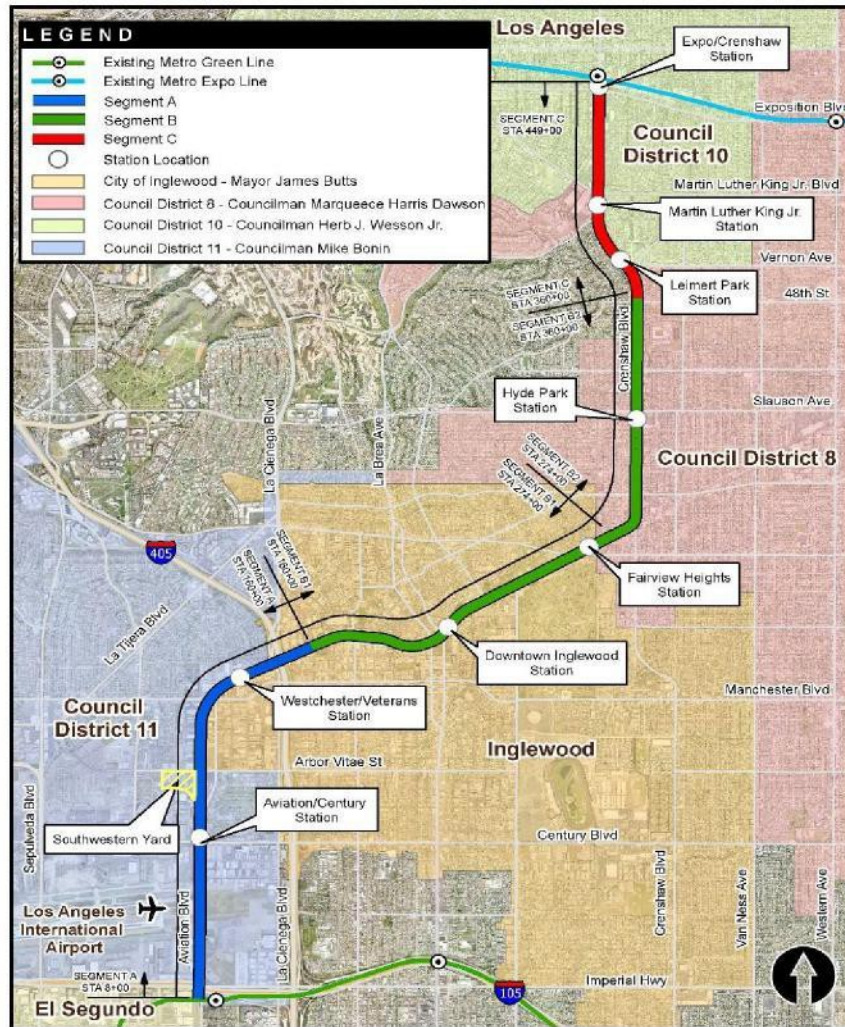 LEGEND
Existing Metro Green Line
Existing Metro Expo Line
Segment A
Segment B
Segment C
Station Location
City of Inglewood - Mayor James Butts
Council District 8 - Councilman Marqueece Harris Dawson
Council District 10 - Councilman Herb J. Wesson Jr.
Council District 11 - Councilman Mike Bonin
Los Angeles
Expo/Crenshaw
Station
Exposition Blvd
SEGMENT C
STA 449+00
Council
District 10
Martin Luther King Jr. Blvd
Martin Luther King Jr.
Station
Vernon Ave
Leimert Park
Station
48th St
SEGMENT C
STA 360+00
SEGMENT B2
STA 360+00
Crenshaw Blvd
Hyde Park
Station
Slauson Ave
La Cienega Blvd
La Brea Ave
Council District 8
SEGMENT B2
STA 274+00
SEGMENT B1
STA 274+00
405
Fairview Heights
Station
SEGMENT B1
STA 160+00
SEGMENT A
STA 160+00
La Tijera Blvd
Downtown Inglewood
Station
Westchester/Veterans
Station
Manchester Blvd
Council
District 11
Inglewood
Arbor Vitae St
Aviation/Century
Station
Southwestern Yard
Century Blvd
Sepulveda Blvd
Aviation Blvd
La Cienega Blvd
Crenshaw Blvd
Van Ness Ave
Western Ave
Los Angeles
International
Airport
SEGMENT A
STA 8+00
El Segundo
105
Imperial Hwy